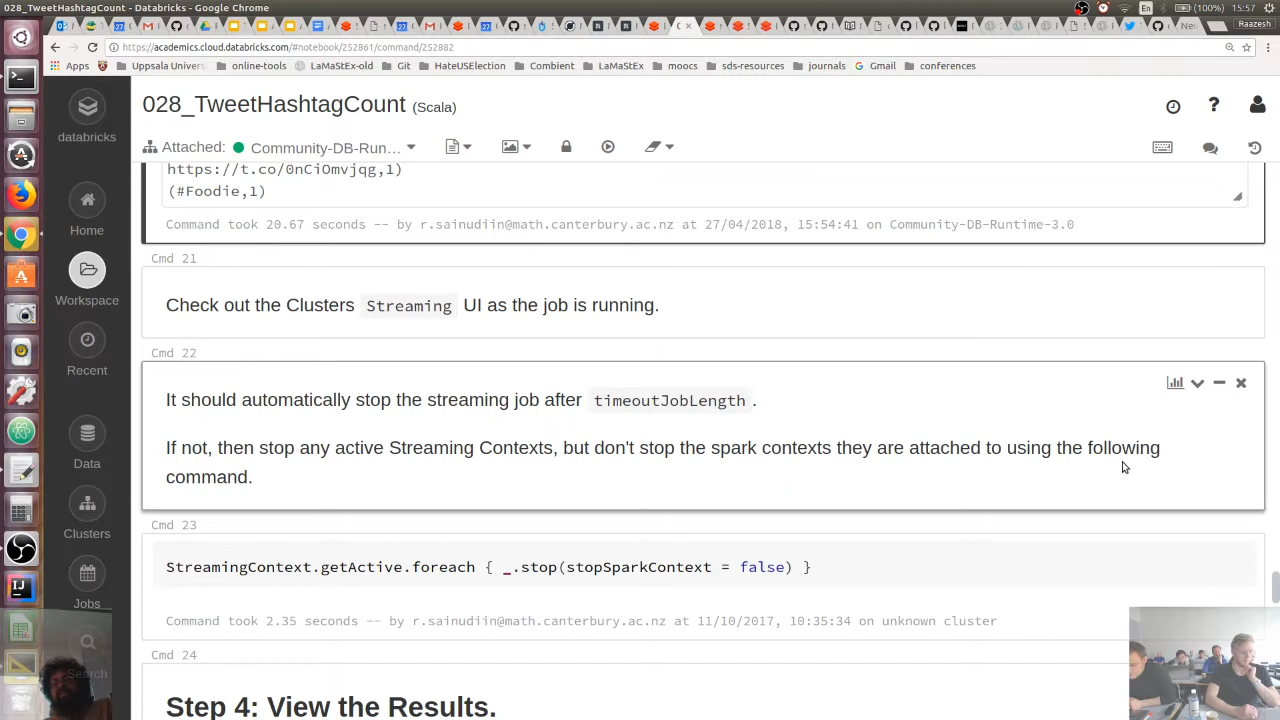 028_TweetHashtagCount - Databricks - Google Chrome
En
(100%)
15:57
Raazesh
https://academics.cloud.databricks.com/#notebook/252861/command/252882
Apps
Uppsala Univers
online-tools
LaMaStEx-old
Git
HateUSElection
Combient
LaMaStEx
moocs
sds-resources
journals
Gmail
conferences
028_TweetHashtagCount (Scala)
databricks
Attached:
Community-DB-Run...
https://t.co/0nCiOmvjqg,1)
(#Foodie,1)
Home
Command took 20.67 seconds -- by r.sainudiin@math.canterbury.ac.nz at 27/04/2018, 15:54:41 on Community-DB-Runtime-3.0
Cmd 21
Workspace
Check out the Clusters Streaming UI as the job is running.
Cmd 22
Recent
It should automatically stop the streaming job after timeoutJobLength.
If not, then stop any active Streaming Contexts, but don't stop the spark contexts they are attached to using the following
command.
Data
Cmd 23
Clusters
StreamingContext.getActive.foreach { _.stop(stopSparkContext = false) }
Jobs
Command took 2.35 seconds -- by r.sainudiin@math.canterbury.ac.nz at 11/10/2017, 10:35:34 on unknown cluster
Cmd 24
Search
Step 4: View the Results.